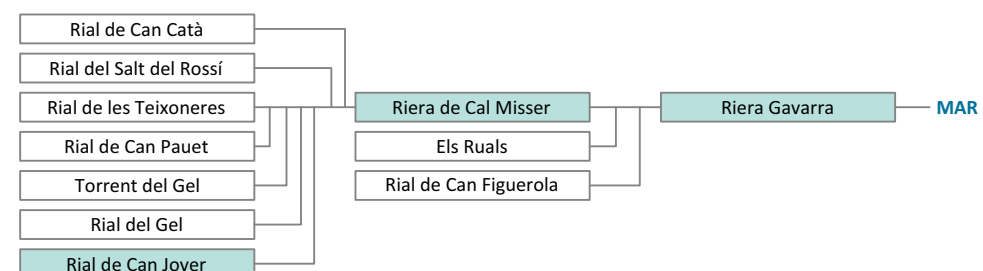 Rial de Can Catà
Rial del Salt del Rossí
Rial de les Teixoneres
Riera de Cal Misser
Riera Gavarra
MAR
Rial de Can Pauet
Els Ruals
Torrent del Gel
Rial de Can Figuerola
Rial del Gel
Rial de Can Jover